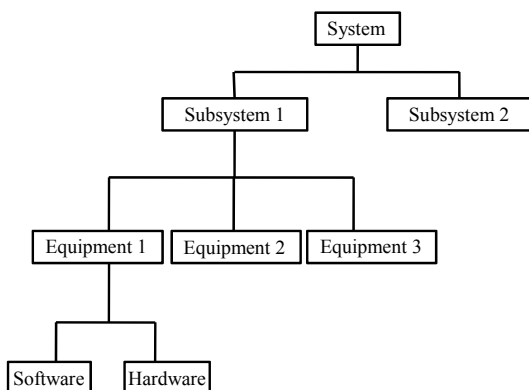 System
Subsystem 1
Subsystem 2
Equipment 1
Equipment 2
Equipment 3
Software
Hardware